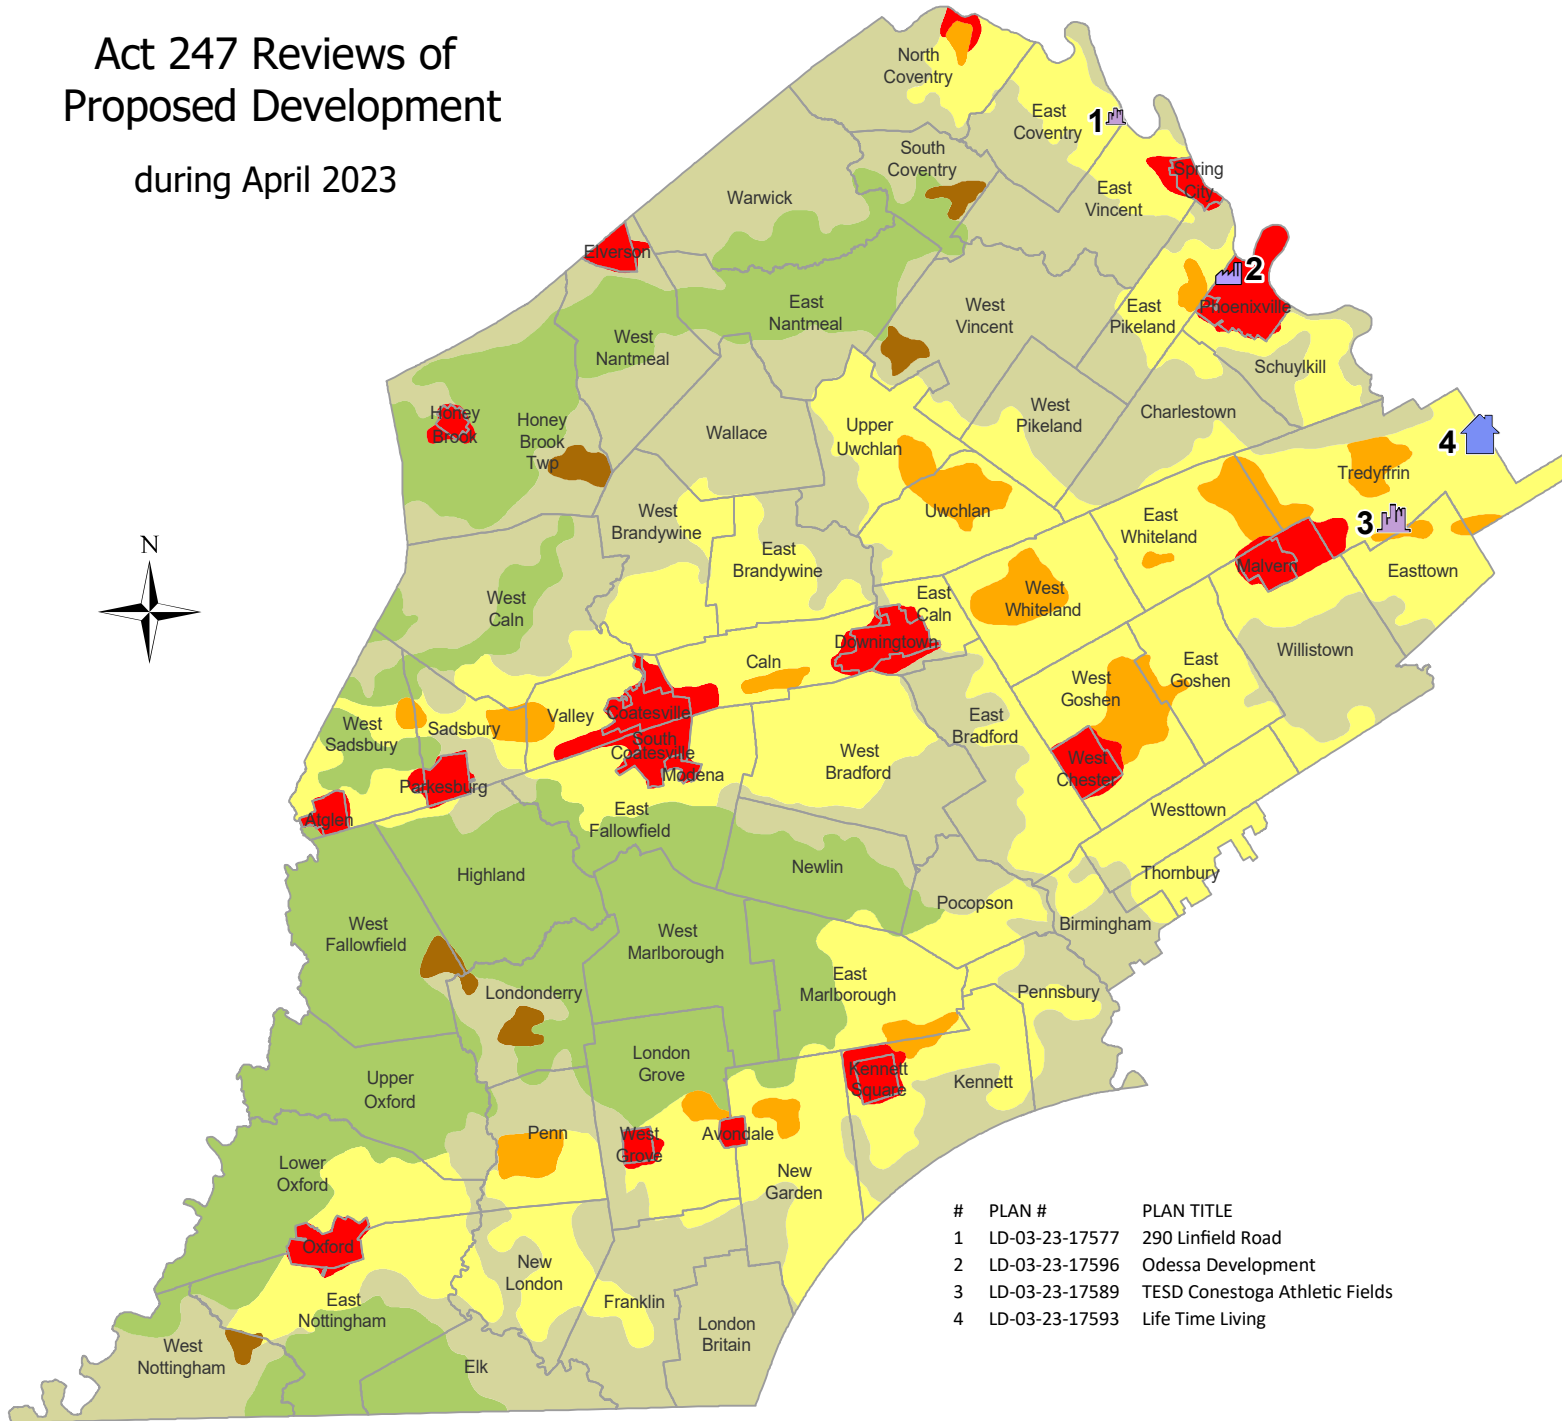 Act 247 Reviews of
Proposed Development
during April 2023
North
Coventry
East
Coventry
1
South
Coventry
Spring
City
Warwick
East
Vincent
Elverson
2
East
Nantmeal
West
Vincent
East
Pikeland
Phoenixville
West
Nantmeal
Schuylkill
Honey
Brook
Honey
Brook
Twp
Wallace
Upper
Uwchlan
West
Pikeland
Charlestown
4
Tredyffrin
West
Brandywine
Uwchlan
East
Whiteland
3
N
East
Brandywine
Malvern
Easttown
West
Caln
East
Caln
West
Whiteland
Downingtown
Willistown
Caln
West
Goshen
East
Goshen
West
Sadsbury
Sadsbury
Valley
Coatesville
South
Coatesville
Modena
East
Bradford
West
Bradford
West
Chester
Parkesburg
Atglen
East
Fallowfield
Westtown
Highland
Newlin
Thornbury
Pocopson
Birmingham
West
Fallowfield
West
Marlborough
East
Marlborough
Londonderry
Pennsbury
London
Grove
Kennett
Square
Kennett
Upper
Oxford
Penn
West
Grove
Avondale
Lower
Oxford
New
Garden
Oxford
New
London
East
Nottingham
Franklin
London
Britain
West
Nottingham
Elk
# PLAN # PLAN TITLE
1 LD-03-23-17577 290 Linfield Road
2 LD-03-23-17596 Odessa Development
3 LD-03-23-17589 TESD Conestoga Athletic Fields
4 LD-03-23-17593 Life Time Living